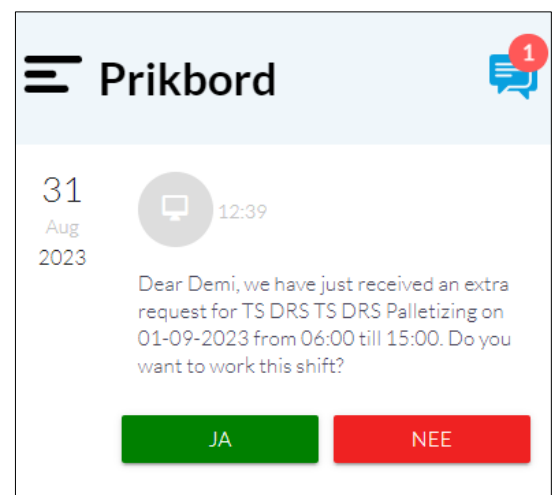 Prikbord
1
31
Aug
2023
12:39
Dear Demi, we have just received an extra
request for TS DRS TS DRS Palletizing on
01-09-2023 from 06:00 till 15:00. Do you
want to work this shift?
JA
NEE